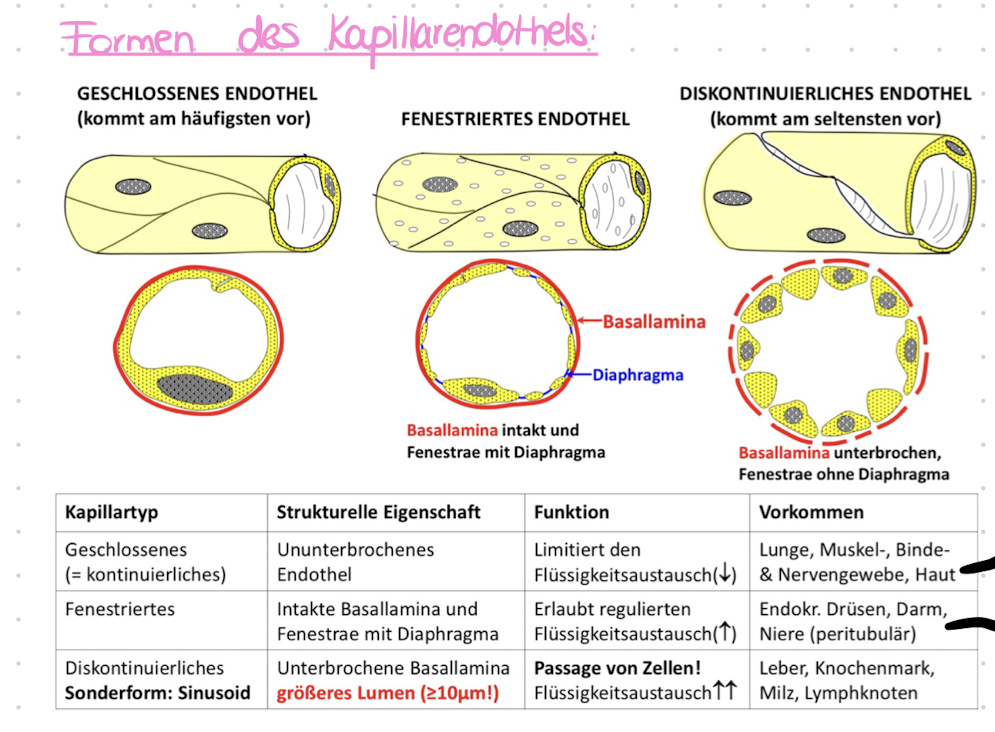 Formen des Kapillarendothels:
GESCHLOSSENES ENDOTHEL
(kommt am häufigsten vor)
FENESTRIERTES ENDOTHEL
DISKONTINUIERLICHES ENDOTHEL
(kommt am seltensten vor)
Basallamina
Diaphragma
Basallamina intakt und
Fenestrae mit Diaphragma
Basallamina unterbrochen,
Fenestrae ohne Diaphragma
Kapillartyp
Strukturelle Eigenschaft
Funktion
Vorkommen
Geschlossenes
(= kontinuierliches)
Ununterbrochenes
Endothel
Limitiert den
Flüssigkeitsaustausch(↓)
Lunge, Muskel-, Binde-
& Nervengewebe, Haut
Fenestriertes
Intakte Basallamina und
Fenestrae mit Diaphragma
Erlaubt regulierten
Flüssigkeitsaustausch(↑)
Endokr. Drüsen, Darm,
Niere (peritubulär)
Diskontinuierliches
Sonderform: Sinusoid
Unterbrochene Basallamina
größeres Lumen (≥10µm!)
Passage von Zellen!
Flüssigkeitsaustausch↑↑
Leber, Knochenmark,
Milz, Lymphknoten